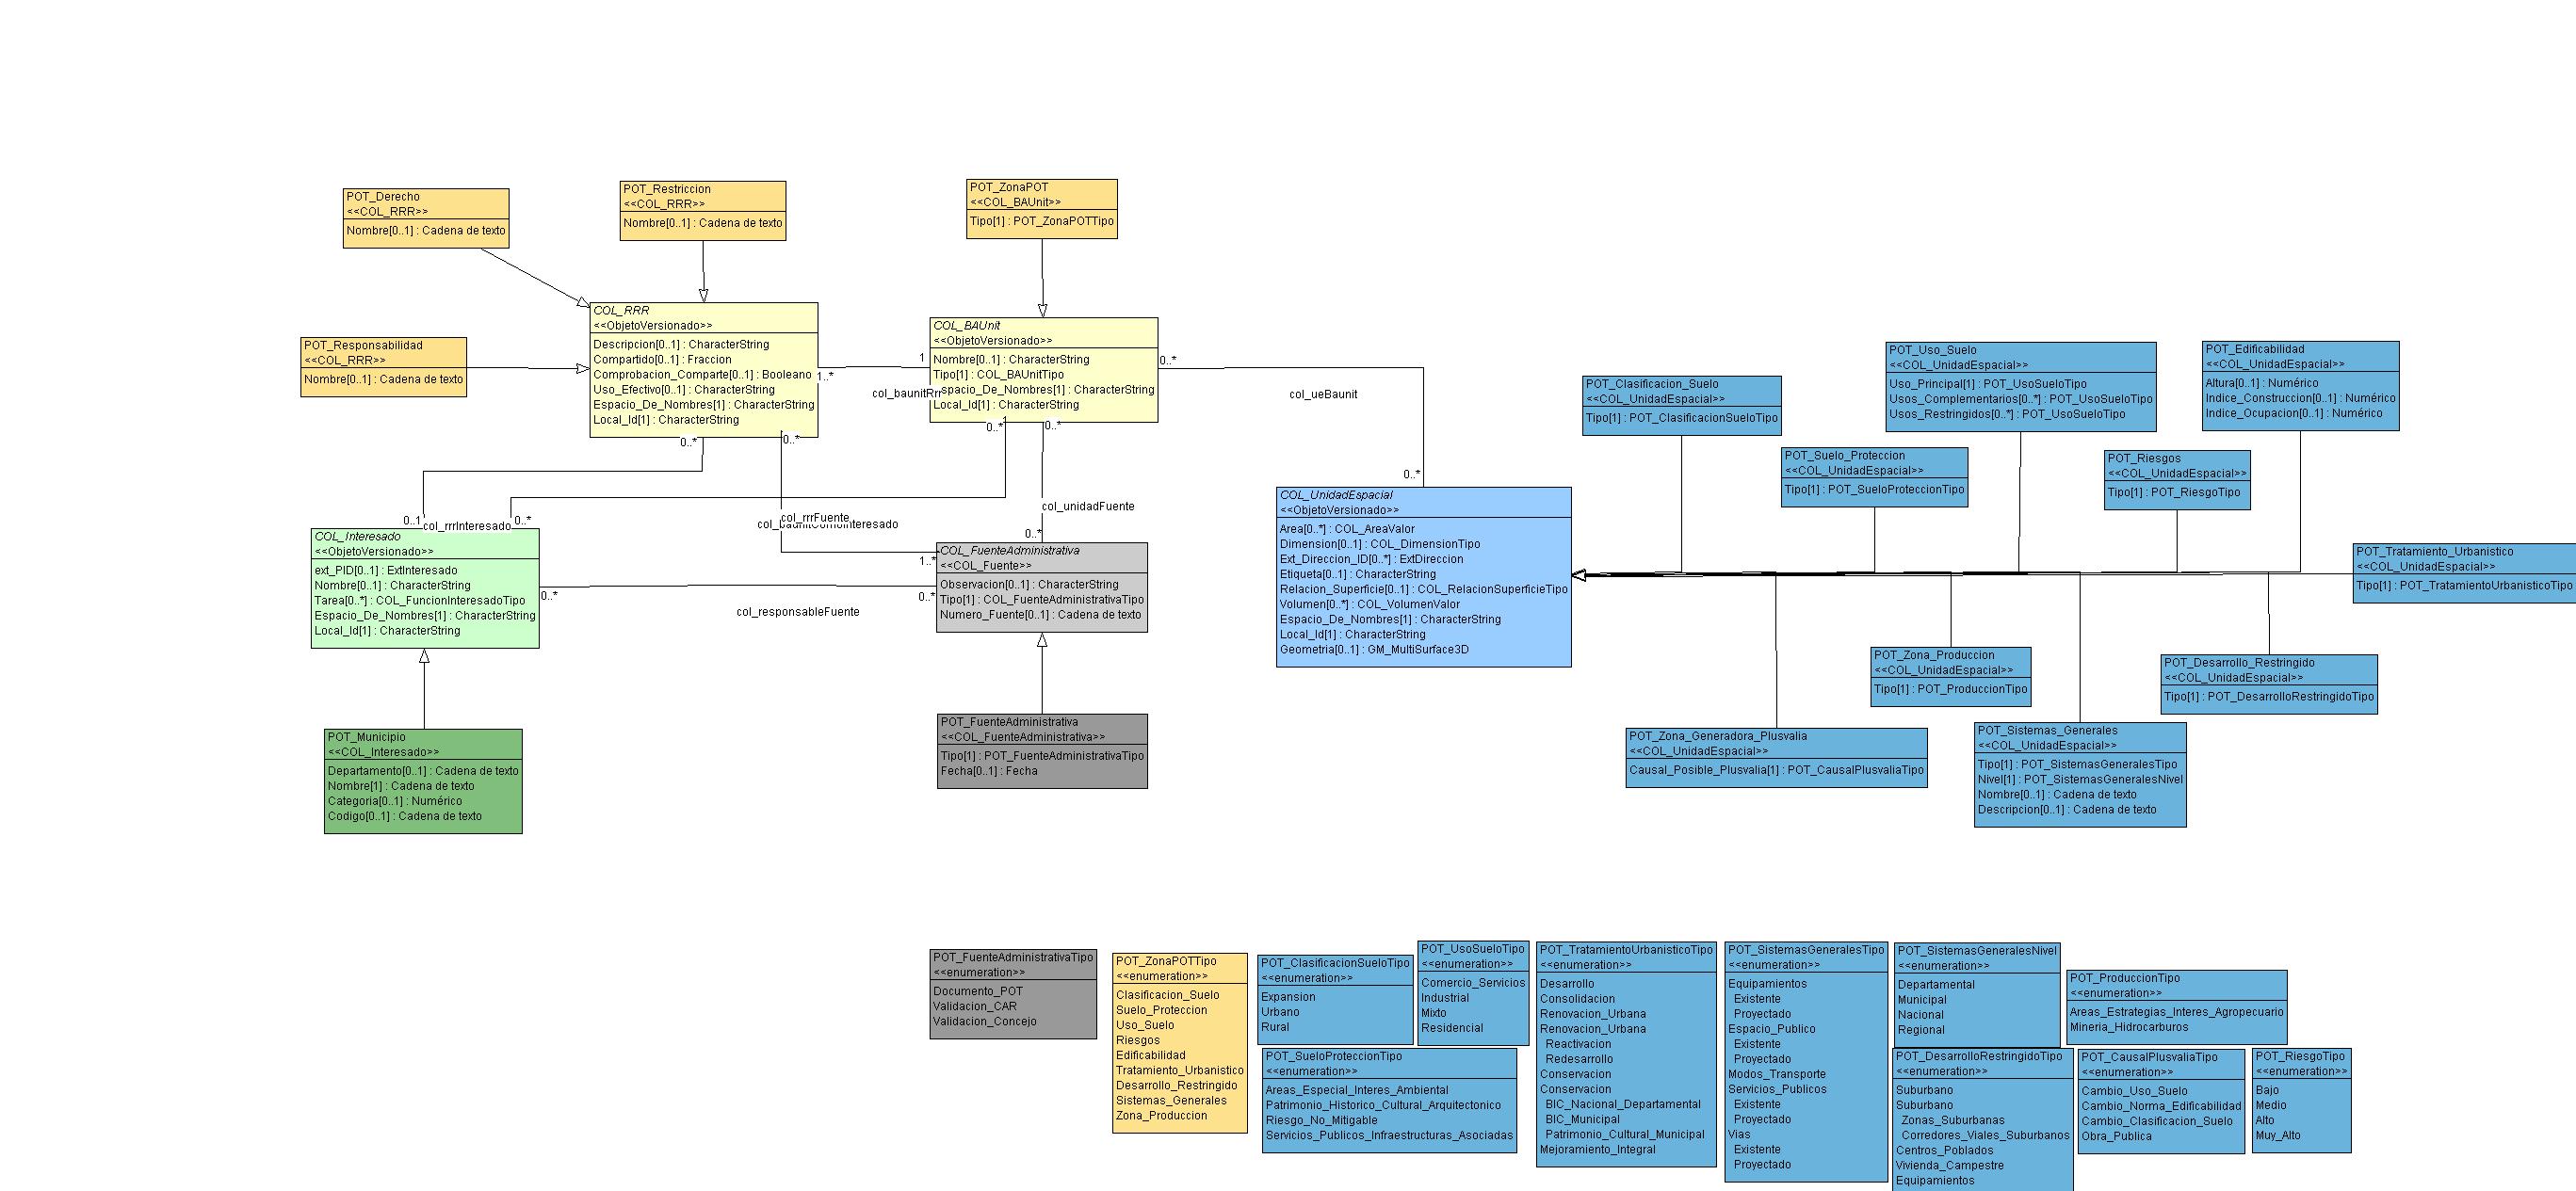 POT_Derecho
<<COL_RRR>>
Nombre[0..1] : Cadena de texto
POT_Restriccion
<<COL_RRR>>
Nombre[0..1] : Cadena de texto
POT_ZonaPOT
<<COL_BAUnit>>
Tipo[1] : POT_ZonaPOTTipo
POT_Responsabilidad
<<COL_RRR>>
Nombre[0..1] : Cadena de texto
COL_RRR
<<ObjetoVersionado>>
Descripcion[0..1] : CharacterString
Compartido[0..1] : Fraccion
Comprobacion_Comparte[0..1] : Booleano
Uso_Efectivo[0..1] : CharacterString
Espacio_De_Nombres[1] : CharacterString
Local_Id[1] : CharacterString
1..*
1
col_baunitRrr
COL_BAUnit
<<ObjetoVersionado>>
Nombre[0..1] : CharacterString
Tipo[1] : COL_BAUnitTipo
Espacio_De_Nombres[1] : CharacterString
Local_Id[1] : CharacterString
0..*
col_ueBaunit
0..*
0..*
0..*
0..*
0..*
0..1
col_rrrInteresado
0..*
col_rrrFuente
col_unidadFuente
0..*
COL_Interesado
<<ObjetoVersionado>>
ext_PID[0..1] : ExtInteresado
Nombre[0..1] : CharacterString
Tarea[0..*] : COL_FuncionInteresadoTipo
Espacio_De_Nombres[1] : CharacterString
Local_Id[1] : CharacterString
0..*
col_responsableFuente
0..*
1..*
COL_FuenteAdministrativa
<<COL_Fuente>>
Observacion[0..1] : CharacterString
Tipo[1] : COL_FuenteAdministrativaTipo
Numero_Fuente[0..1] : Cadena de texto
COL_UnidadEspacial
<<ObjetoVersionado>>
Area[0..*] : COL_AreaValor
Dimension[0..1] : COL_DimensionTipo
Ext_Direccion_ID[0..*] : ExtDireccion
Etiqueta[0..1] : CharacterString
Relacion_Superficie[0..1] : COL_RelacionSuperficieTipo
Volumen[0..*] : COL_VolumenValor
Espacio_De_Nombres[1] : CharacterString
Local_Id[1] : CharacterString
Geometria[0..1] : GM_MultiSurface3D
POT_Clasificacion_Suelo
<<COL_UnidadEspacial>>
Tipo[1] : POT_ClasificacionSueloTipo
POT_Uso_Suelo
<<COL_UnidadEspacial>>
Uso_Principal[1] : POT_UsoSueloTipo
Usos_Complementarios[0..*] : POT_UsoSueloTipo
Usos_Restringidos[0..*] : POT_UsoSueloTipo
POT_Edificabilidad
<<COL_UnidadEspacial>>
Altura[0..1] : Numérico
Indice_Construccion[0..1] : Numérico
Indice_Ocupacion[0..1] : Numérico
POT_Suelo_Proteccion
<<COL_UnidadEspacial>>
Tipo[1] : POT_SueloProteccionTipo
POT_Riesgos
<<COL_UnidadEspacial>>
Tipo[1] : POT_RiesgoTipo
POT_Tratamiento_Urbanistico
<<COL_UnidadEspacial>>
Tipo[1] : POT_TratamientoUrbanisticoTipo
POT_Zona_Produccion
<<COL_UnidadEspacial>>
Tipo[1] : POT_ProduccionTipo
POT_Desarrollo_Restringido
<<COL_UnidadEspacial>>
Tipo[1] : POT_DesarrolloRestringidoTipo
POT_Zona_Generadora_Plusvalia
<<COL_UnidadEspacial>>
Causal_Posible_Plusvalia[1] : POT_CausalPlusvaliaTipo
POT_Sistemas_Generales
<<COL_UnidadEspacial>>
Tipo[1] : POT_SistemasGeneralesTipo
Nivel[1] : POT_SistemasGeneralesNivel
Nombre[0..1] : Cadena de texto
Descripcion[0..1] : Cadena de texto
POT_Municipio
<<COL_Interesado>>
Departamento[0..1] : Cadena de texto
Nombre[1] : Cadena de texto
Categoria[0..1] : Numérico
Codigo[0..1] : Cadena de texto
POT_FuenteAdministrativa
<<COL_FuenteAdministrativa>>
Tipo[1] : POT_FuenteAdministrativaTipo
Fecha[0..1] : Fecha
POT_FuenteAdministrativaTipo
<<enumeration>>
Documento_POT
Validacion_CAR
Validacion_Concejo
POT_ZonaPOTTipo
<<enumeration>>
Clasificacion_Suelo
Suelo_Proteccion
Uso_Suelo
Riesgos
Edificabilidad
Tratamiento_Urbanistico
Desarrollo_Restringido
Sistemas_Generales
Zona_Produccion
POT_ClasificacionSueloTipo
<<enumeration>>
Expansion
Urbano
Rural
POT_UsoSueloTipo
<<enumeration>>
Comercio_Servicios
Industrial
Mixto
Residencial
POT_SueloProteccionTipo
<<enumeration>>
Areas_Especial_Interes_Ambiental
Patrimonio_Historico_Cultural_Arquitectonico
Riesgo_No_Mitigable
Servicios_Publicos_Infraestructuras_Asociadas
POT_TratamientoUrbanisticoTipo
<<enumeration>>
Desarrollo
Consolidacion
Renovacion_Urbana
Renovacion_Urbana
Reactivacion
Redesarrollo
Conservacion
Conservacion
BIC_Nacional_Departamental
BIC_Municipal
Patrimonio_Cultural_Municipal
Mejoramiento_Integral
POT_SistemasGeneralesTipo
<<enumeration>>
Equipamientos
Existente
Proyectado
Espacio_Publico
Existente
Proyectado
Modos_Transporte
Servicios_Publicos
Existente
Proyectado
Vias
Existente
Proyectado
POT_SistemasGeneralesNivel
<<enumeration>>
Departamental
Municipal
Nacional
Regional
POT_ProduccionTipo
<<enumeration>>
Areas_Estrategias_Interes_Agropecuario
Mineria_Hidrocarburos
POT_DesarrolloRestringidoTipo
<<enumeration>>
Suburbano
Suburbano
Zonas_Suburbanas
Corredores_Viales_Suburbanos
Centros_Poblados
Vivienda_Campestre
Equipamientos
POT_CausalPlusvaliaTipo
<<enumeration>>
Cambio_Uso_Suelo
Cambio_Norma_Edificabilidad
Cambio_Clasificacion_Suelo
Obra_Publica
POT_RiesgoTipo
<<enumeration>>
Bajo
Medio
Alto
Muy_Alto